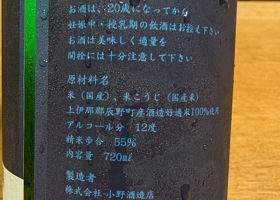 お酒は、20歳になってから
妊娠中・授乳期の飲酒はお控え下さい
お酒は美味しく適量を
開栓には十分注意して下さい
原材料名
米（国産）、米こうじ（国産米）
上伊那郡辰野町産酒造好適米100%使用
アルコール分 12度
精米歩合 55%
内容量 720ml
製造者
株式会社 小野酒造店